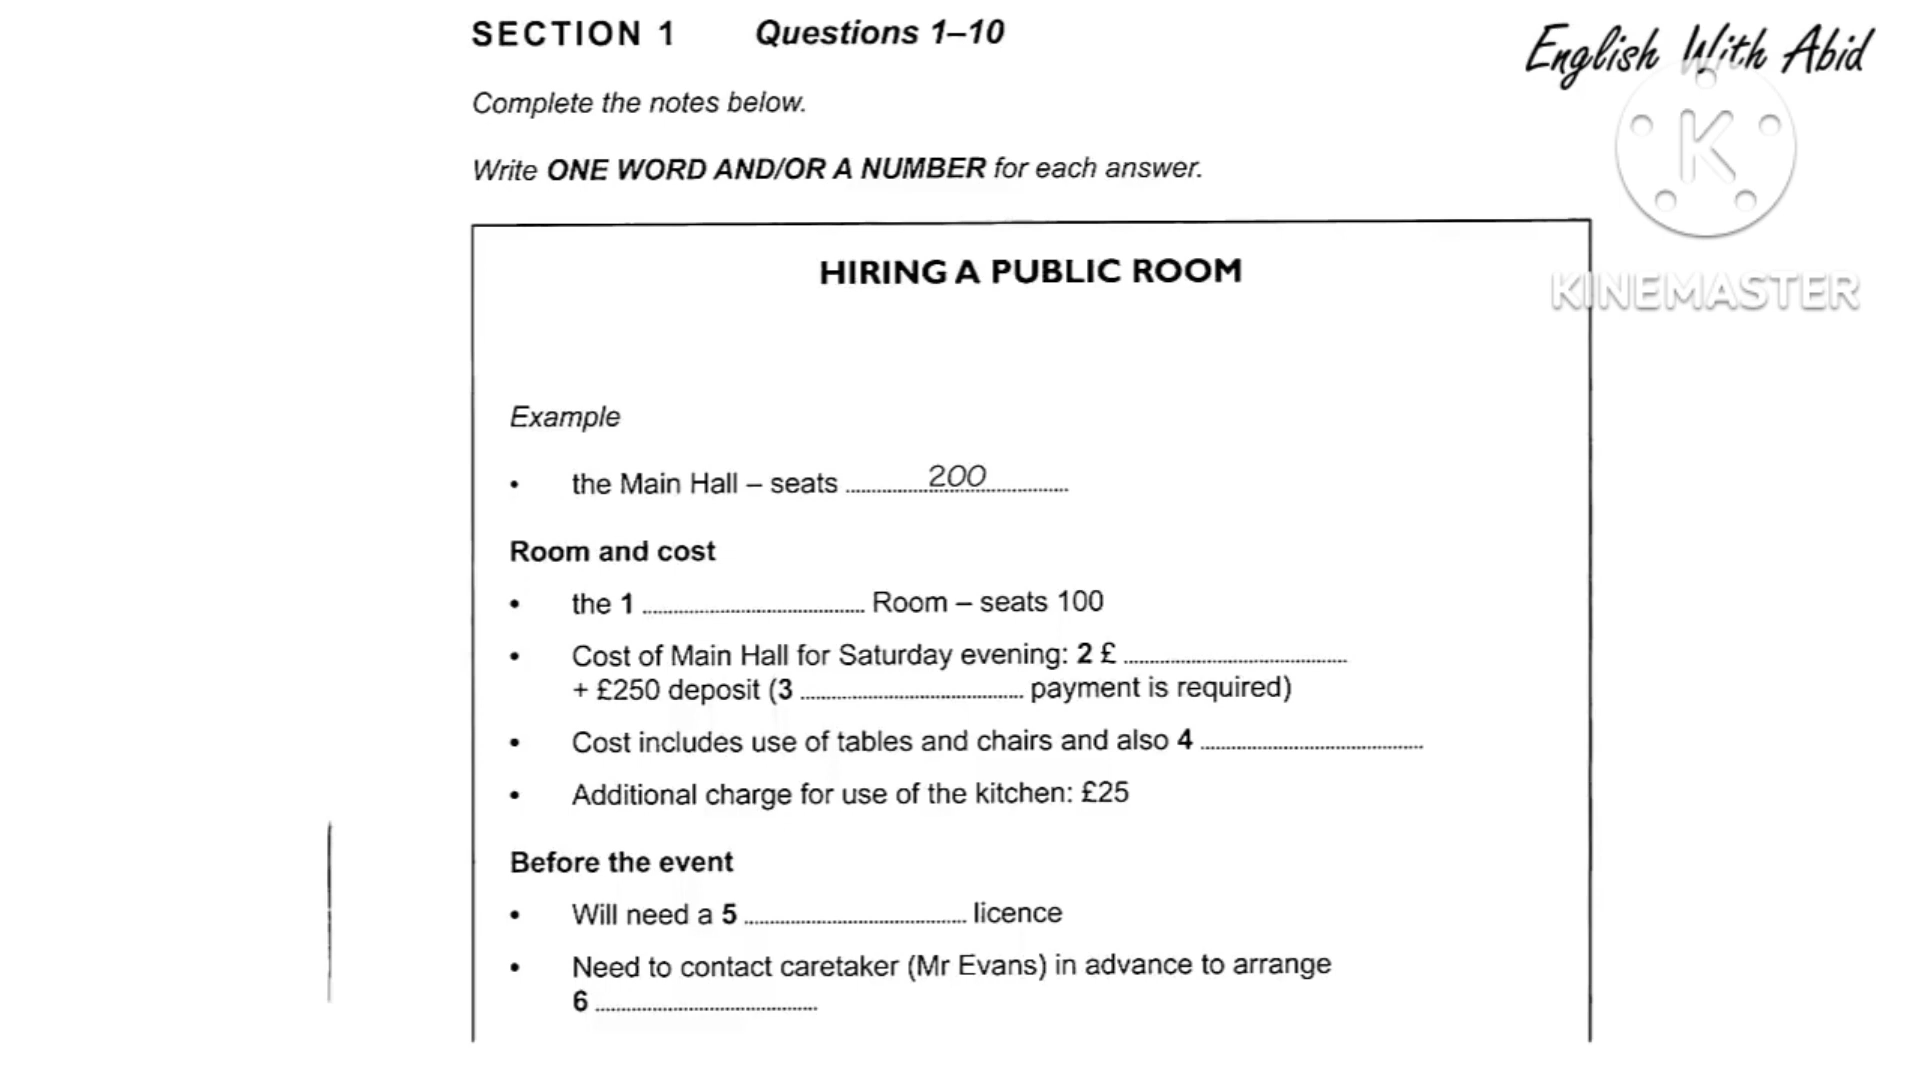 SECTION 1 Questions 1–10
English With Abid
Complete the notes below.
Write ONE WORD AND/OR A NUMBER for each answer.
K
KINEMASTER
HIRING A PUBLIC ROOM
Example
• the Main Hall – seats 200
Room and cost
• the 1 ........................ Room – seats 100
• Cost of Main Hall for Saturday evening: 2 £ ........................
+ £250 deposit (3 ........................ payment is required)
• Cost includes use of tables and chairs and also 4 ........................
• Additional charge for use of the kitchen: £25
Before the event
• Will need a 5 ........................ licence
• Need to contact caretaker (Mr Evans) in advance to arrange
6 ........................